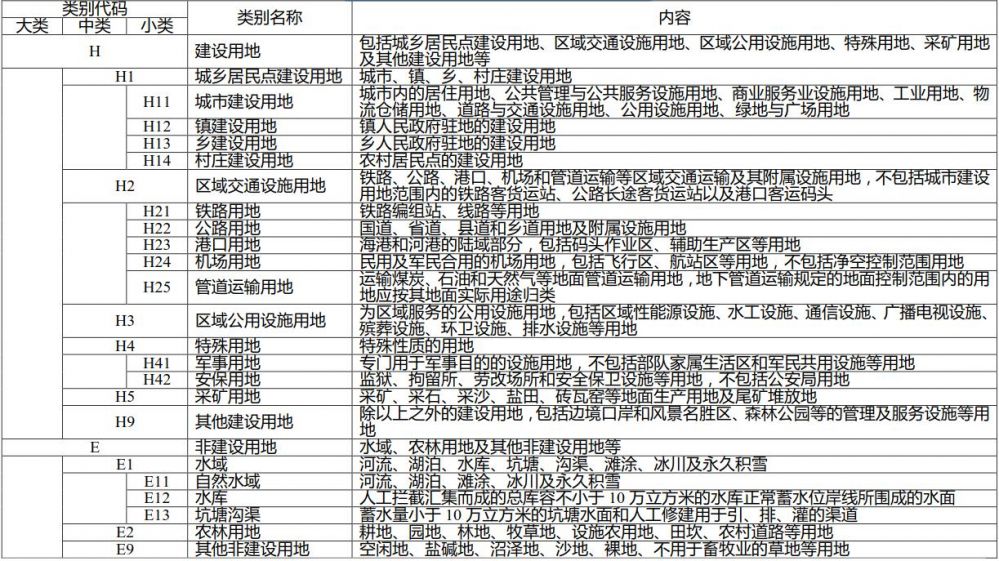 类别代码 类别名称 内容
大类 中类 小类
H 建设用地 包括城乡居民点建设用地、区域交通设施用地、区域公用设施用地、特殊用地、采矿用地
及其他建设用地等
H1 城乡居民点建设用地 城市、镇、乡、村庄建设用地
H11 城市建设用地 城市内的居住用地、公共管理与公共服务设施用地、商业服务业设施用地、工业用地、物
流仓储用地、道路与交通设施用地、公用设施用地、绿地与广场用地
H12 镇建设用地 镇人民政府驻地的建设用地
H13 乡建设用地 乡人民政府驻地的建设用地
H14 村庄建设用地 农村居民点的建设用地
H2 区域交通设施用地 铁路、公路、港口、机场和管道运输等区域交通运输及其附属设施用地，不包括城市建设
用地范围内的铁路客货运站、公路长途客货运站以及港口客运码头
H21 铁路用地 铁路编组站、线路等用地
H22 公路用地 国道、省道、县道和乡道用地及附属设施用地
H23 港口用地 海港和河港的陆域部分，包括码头作业区、辅助生产区等用地
H24 机场用地 民用及军民合用的机场用地，包括飞行区、航站区等用地，不包括净空控制范围用地
H25 管道运输用地 运输煤炭、石油和天然气等地面管道运输用地，地下管道运输规定的地面控制范围内的用
地应按其地面实际用途归类
H3 区域公用设施用地 为区域服务的公用设施用地，包括区域性能源设施、水工设施、通信设施、广播电视设施、
殡葬设施、环卫设施、排水设施等用地
H4 特殊用地 特殊性质的用地
H41 军事用地 专门用于军事目的的设施用地，不包括部队家属生活区和军民共用设施等用地
H42 安保用地 监狱、拘留所、劳改场所和安全保卫设施等用地，不包括公安局用地
H5 采矿用地 采矿、采石、采沙、盐田、砖瓦窑等地面生产用地及尾矿堆放地
H9 其他建设用地 除以上之外的建设用地，包括边境口岸和风景名胜区、森林公园等的管理及服务设施等用
地
E 非建设用地 水域、农林用地及其他非建设用地等
E1 水域 河流、湖泊、水库、坑塘、沟渠、滩涂、冰川及永久积雪
E11 自然水域 河流、湖泊、滩涂、冰川及永久积雪
E12 水库 人工拦截汇集而成的总库容不小于 10 万立方米的水库正常蓄水位岸线所围成的水面
E13 坑塘沟渠 蓄水量小于 10 万立方米的坑塘水面和人工修建用于引、排、灌的渠道
E2 农林用地 耕地、园地、林地、牧草地、设施农用地、田坎、农村道路等用地
E9 其他非建设用地 空闲地、盐碱地、沼泽地、沙地、裸地、不用于畜牧业的草地等用地